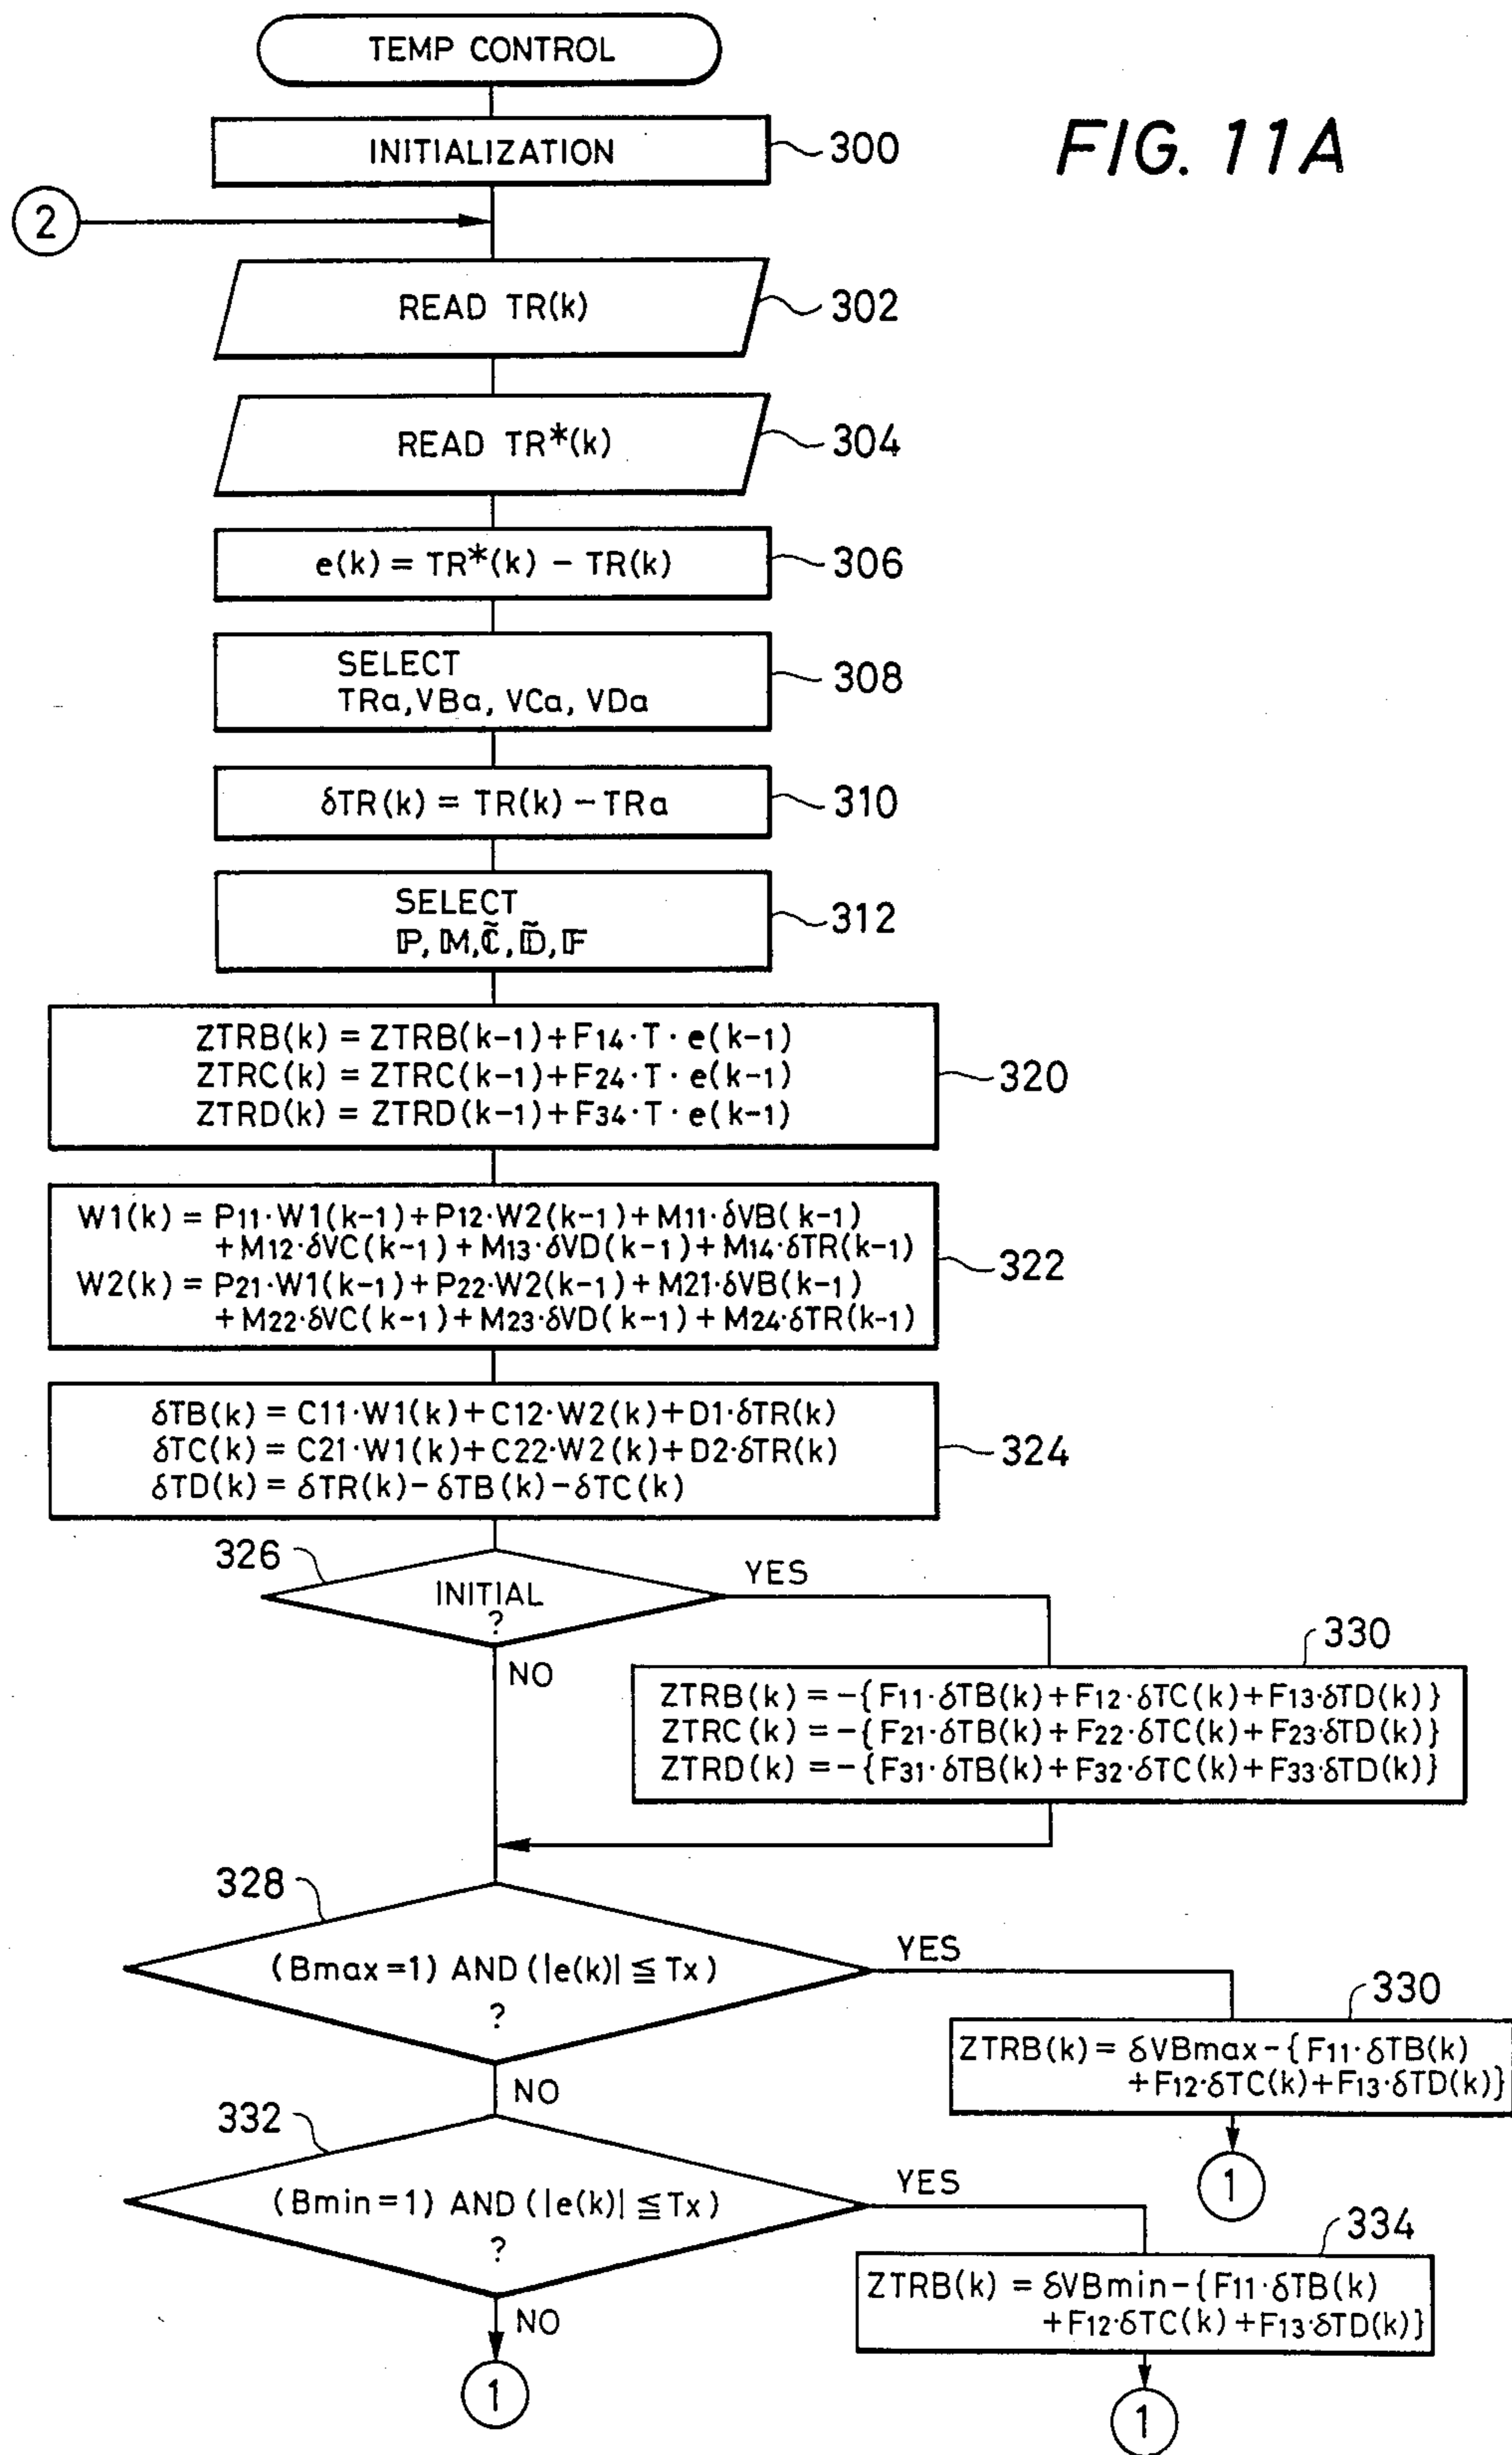 TEMP CONTROL
FIG. 11A
INITIALIZATION
300
2
READ TR(k)
302
READ TR*(k)
304
e(k) = TR*(k) − TR(k)
306
SELECT
TRa, VBa, VCa, VDa
308
δTR(k) = TR(k) − TRa
310
SELECT
ℙ, 𝕄, ℂ̃, 𝔻̃, 𝔽
312
ZTRB(k) = ZTRB(k-1)+F14·T·e(k-1)
ZTRC(k) = ZTRC(k-1)+F24·T·e(k-1)
ZTRD(k) = ZTRD(k-1)+F34·T·e(k-1)
320
W1(k) = P11·W1(k-1)+P12·W2(k-1)+M11·δVB(k-1)
+M12·δVC(k-1)+M13·δVD(k-1)+M14·δTR(k-1)
W2(k) = P21·W1(k-1)+P22·W2(k-1)+M21·δVB(k-1)
+M22·δVC(k-1)+M23·δVD(k-1)+M24·δTR(k-1)
322
δTB(k) = C11·W1(k)+C12·W2(k)+D1·δTR(k)
δTC(k) = C21·W1(k)+C22·W2(k)+D2·δTR(k)
δTD(k) = δTR(k)−δTB(k)−δTC(k)
324
326
INITIAL
?
YES
NO
330
ZTRB(k) = −{F11·δTB(k)+F12·δTC(k)+F13·δTD(k)}
ZTRC(k) = −{F21·δTB(k)+F22·δTC(k)+F23·δTD(k)}
ZTRD(k) = −{F31·δTB(k)+F32·δTC(k)+F33·δTD(k)}
328
(Bmax=1) AND (|e(k)| ≦ Tx)
?
YES
NO
330
ZTRB(k) = δVBmax−{F11·δTB(k)
+F12·δTC(k)+F13·δTD(k)}
1
332
(Bmin=1) AND (|e(k)| ≦ Tx)
?
YES
NO
334
ZTRB(k) = δVBmin−{F11·δTB(k)
+F12·δTC(k)+F13·δTD(k)}
1
1